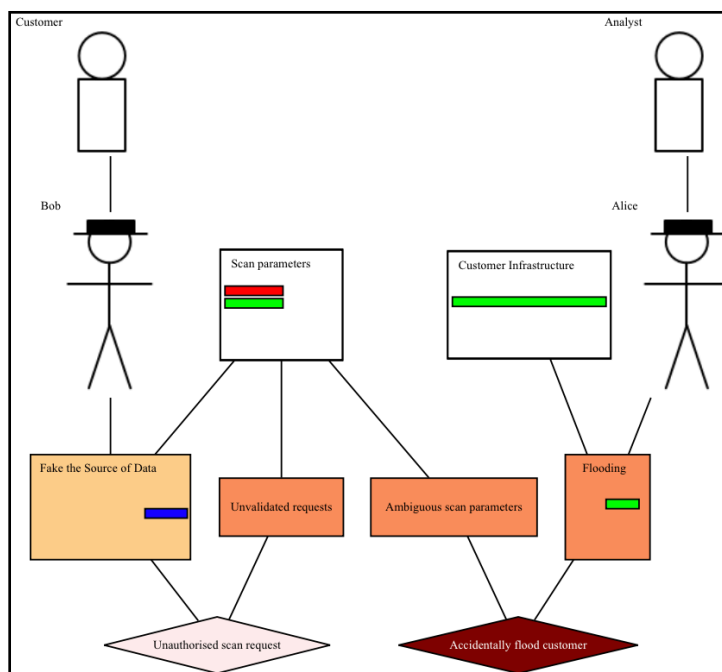 Customer
Analyst
Bob
Alice
Scan parameters
Customer Infrastructure
Fake the Source of Data
Flooding
Unvalidated requests
Ambiguous scan parameters
Unauthorised scan request
Accidentally flood customer